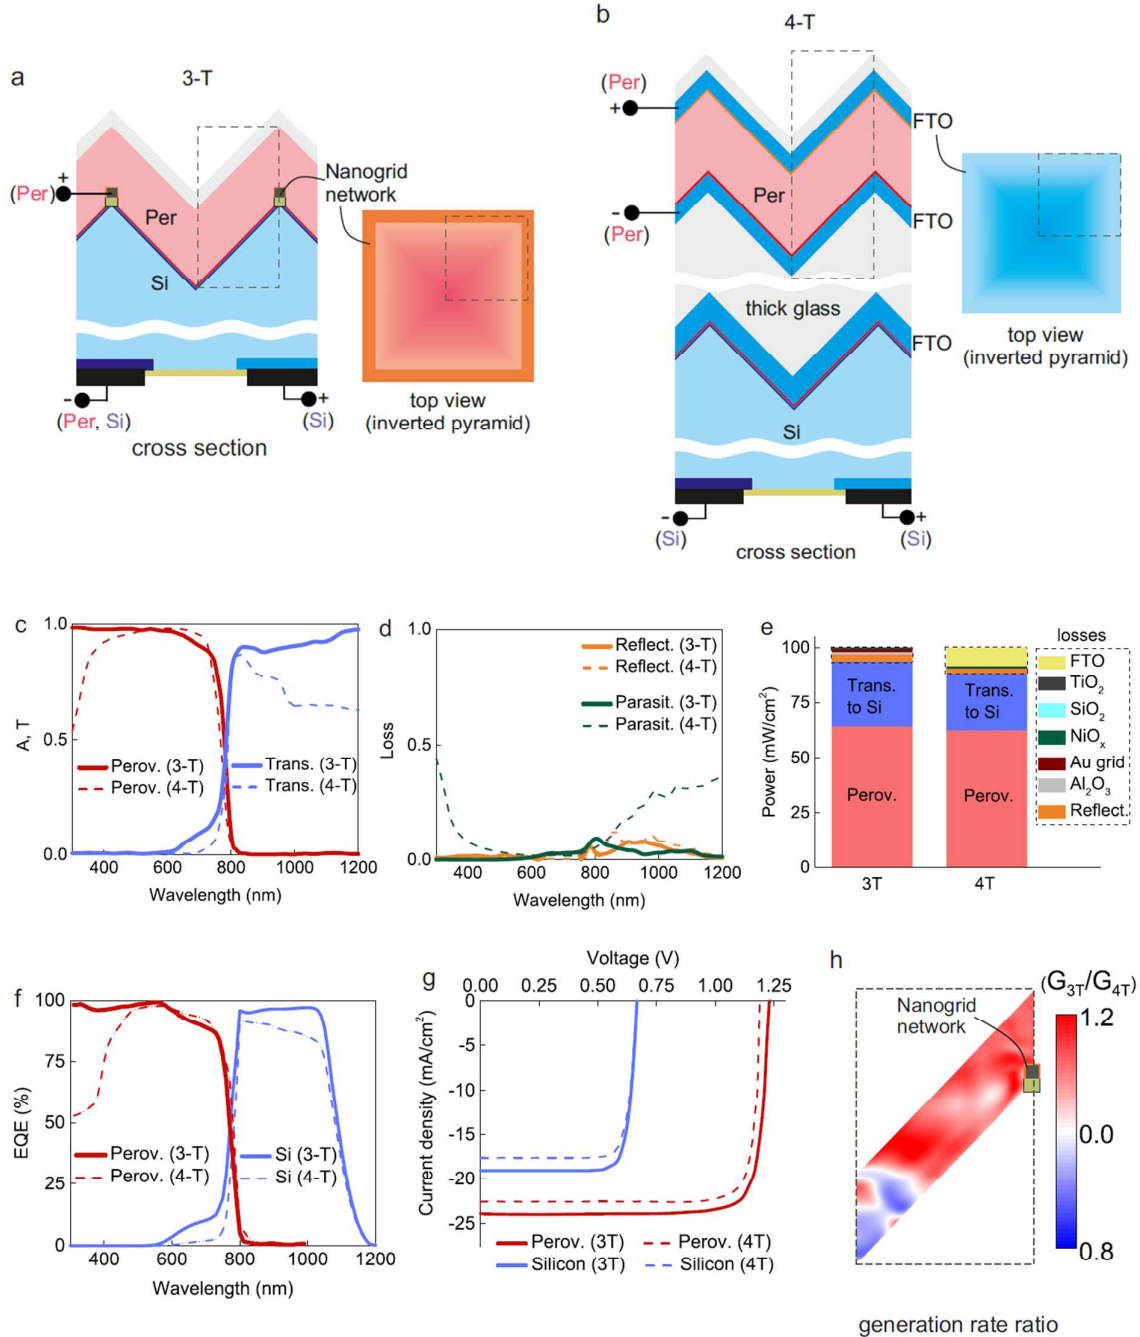 a
3-T
+
(Per)
Per
Si
Nanogrid
network
-
(Per, Si)
+
(Si)
cross section
top view
(inverted pyramid)
b
4-T
(Per)
+
FTO
Per
-
(Per)
FTO
thick glass
FTO
Si
top view
(inverted pyramid)
-
(Si)
+
(Si)
cross section
c
1.0
0.5
0.0
A, T
Perov. (3-T)
Perov. (4-T)
Trans. (3-T)
Trans. (4-T)
400 600 800 1000 1200
Wavelength (nm)
d
1.0
0.5
0.0
Loss
Reflect. (3-T)
Reflect. (4-T)
Parasit. (3-T)
Parasit. (4-T)
400 600 800 1000 1200
Wavelength (nm)
e
100
75
50
25
0
Power (mW/cm²)
Trans.
to Si
Perov.
Trans.
to Si
Perov.
3T 4T
losses
FTO
TiO₂
SiO₂
NiOₓ
Au grid
Al₂O₃
Reflect.
f
100
75
50
25
0
EQE (%)
Perov. (3-T)
Perov. (4-T)
Si (3-T)
Si (4-T)
400 600 800 1000 1200
Wavelength (nm)
g
Voltage (V)
0.00 0.25 0.50 0.75 1.00 1.25
0
-5
-10
-15
-20
-25
Current density (mA/cm²)
Perov. (3T)
Perov. (4T)
Silicon (3T)
Silicon (4T)
h
Nanogrid
network
(G₃T/G₄T)
1.2
0.0
0.8
generation rate ratio